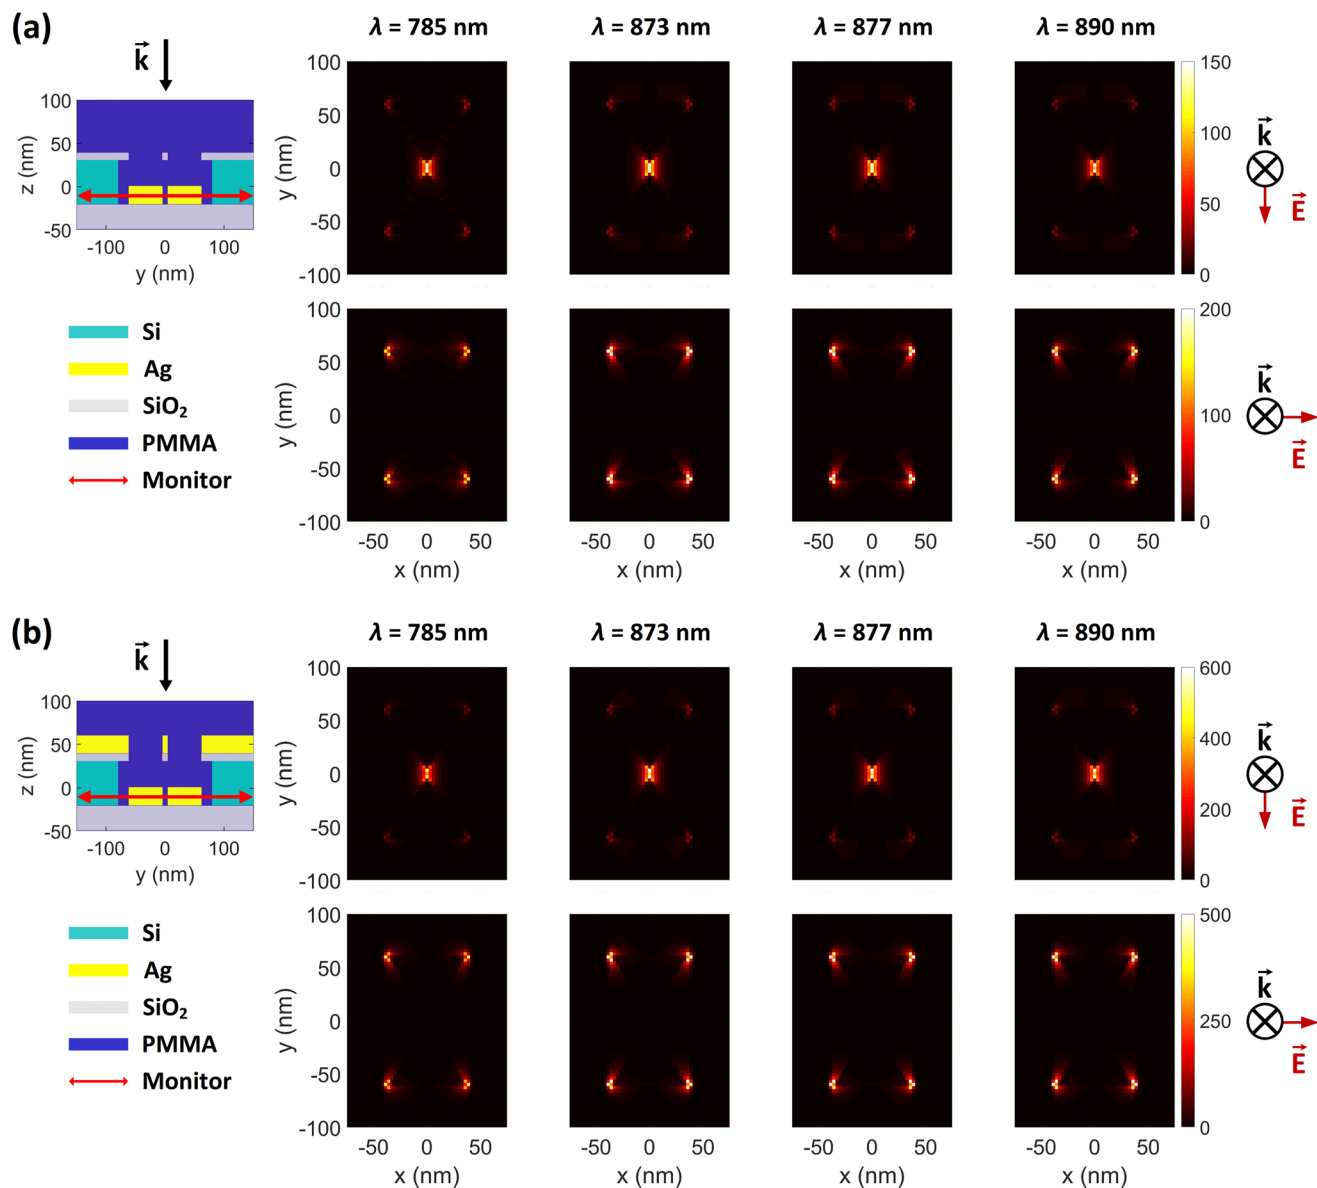 (a)
λ = 785 nm
λ = 873 nm
λ = 877 nm
λ = 890 nm
k
100
50
0
-50
z (nm)
-100
0
100
y (nm)
100
50
0
-50
-100
y (nm)
150
100
50
0
k
E
Si
Ag
SiO₂
PMMA
Monitor
100
50
0
-50
-100
y (nm)
-50 0 50
x (nm)
-50 0 50
x (nm)
-50 0 50
x (nm)
-50 0 50
x (nm)
200
100
0
k
E
(b)
λ = 785 nm
λ = 873 nm
λ = 877 nm
λ = 890 nm
k
100
50
0
-50
z (nm)
-100
0
100
y (nm)
100
50
0
-50
-100
y (nm)
600
400
200
0
k
E
Si
Ag
SiO₂
PMMA
Monitor
100
50
0
-50
-100
y (nm)
-50 0 50
x (nm)
-50 0 50
x (nm)
-50 0 50
x (nm)
-50 0 50
x (nm)
500
250
0
k
E